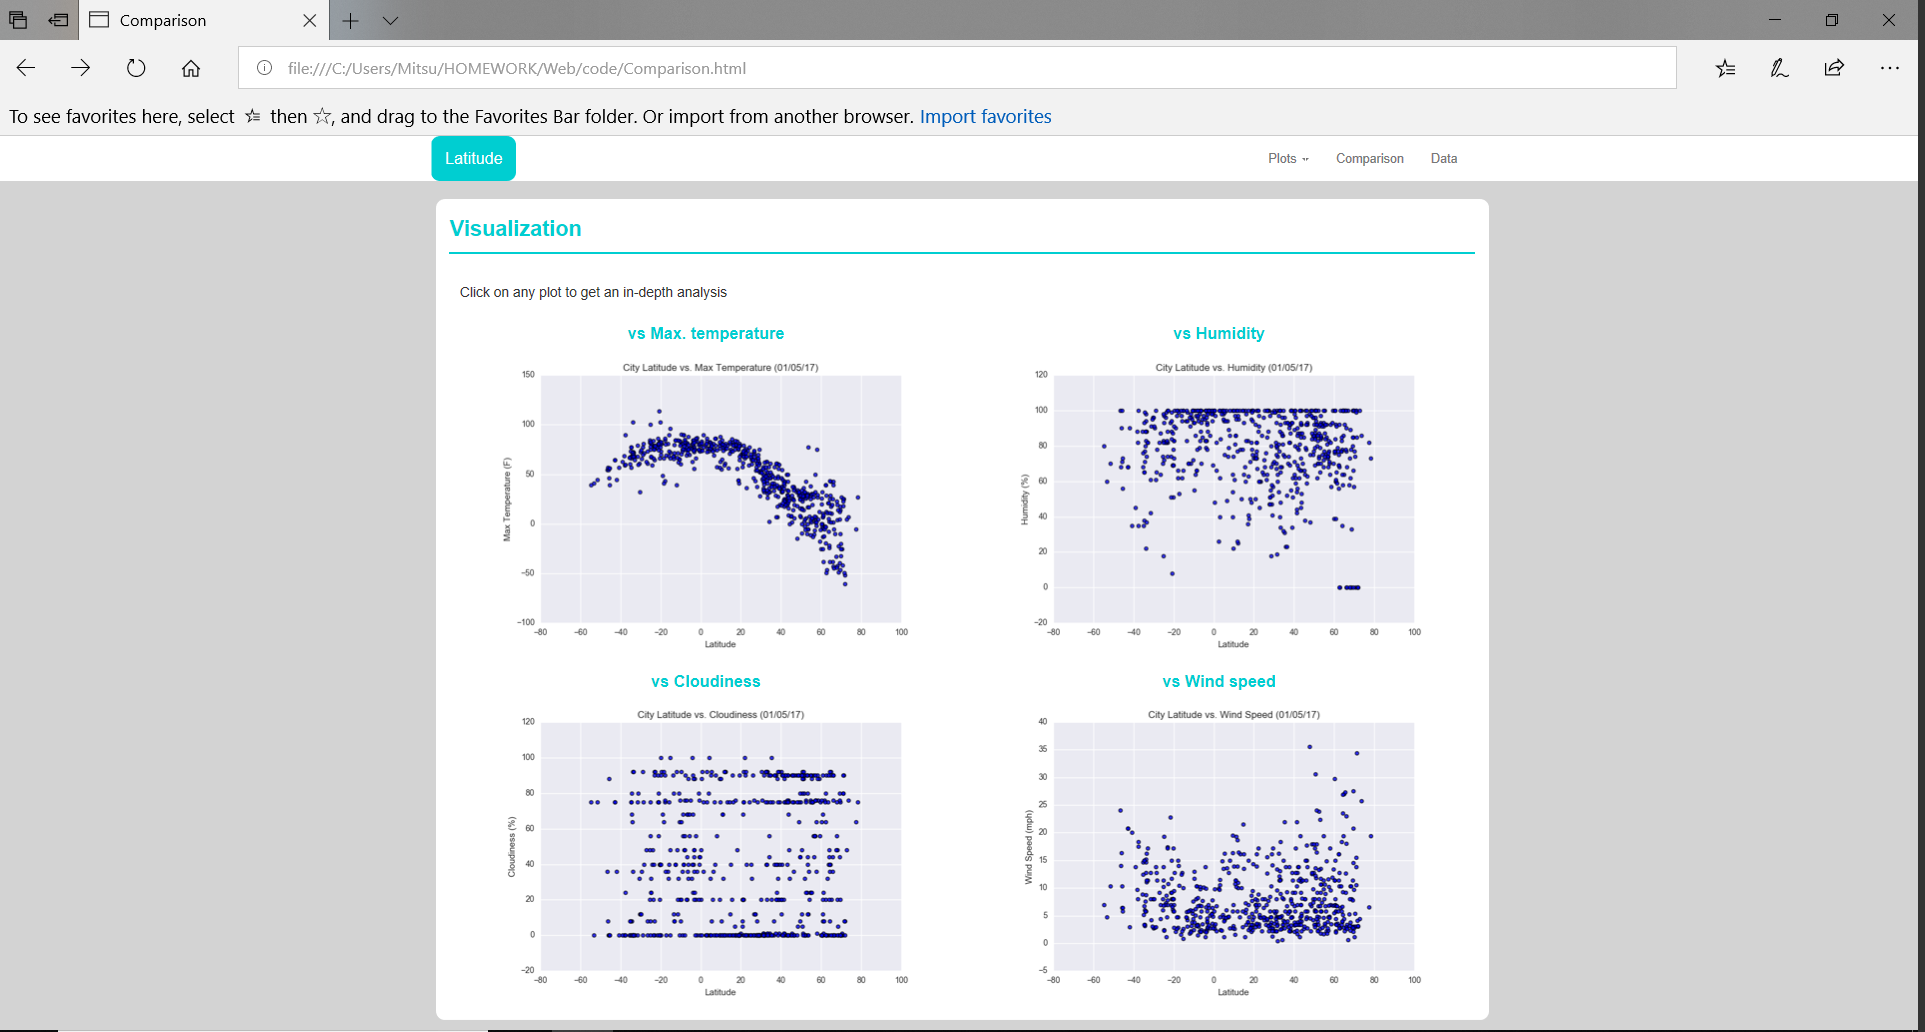 Comparison
file:///C:/Users/Mitsu/HOMEWORK/Web/code/Comparison.html
To see favorites here, select then , and drag to the Favorites Bar folder. Or import from another browser. Import favorites
Latitude
Plots Comparison Data
Visualization
Click on any plot to get an in-depth analysis
vs Max. temperature
City Latitude vs. Max Temperature (01/05/17)
Max Temperature (F)
150
100
50
0
−50
−100
−80 −60 −40 −20 0 20 40 60 80 100
Latitude
vs Humidity
City Latitude vs. Humidity (01/05/17)
Humidity (%)
120
100
80
60
40
20
0
−20
−80 −60 −40 −20 0 20 40 60 80 100
Latitude
vs Cloudiness
City Latitude vs. Cloudiness (01/05/17)
Cloudiness (%)
120
100
80
60
40
20
0
−20
−80 −60 −40 −20 0 20 40 60 80 100
Latitude
vs Wind speed
City Latitude vs. Wind Speed (01/05/17)
Wind Speed (mph)
40
35
30
25
20
15
10
5
0
−5
−80 −60 −40 −20 0 20 40 60 80 100
Latitude